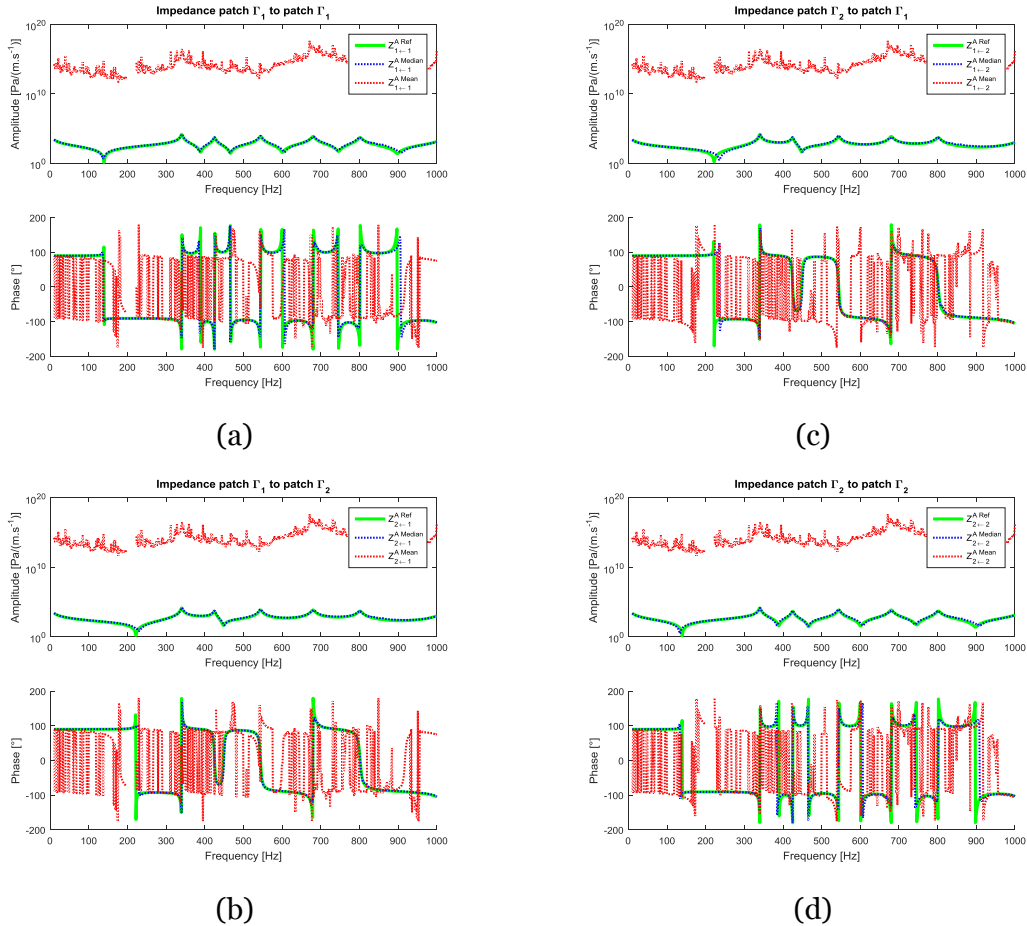 Impedance patch Γ1 to patch Γ1
10^20
10^10
10^0
Amplitude [Pa/(m.s^-1)]
Z^A Ref 1← 1
Z^A Median 1← 1
Z^A Mean 1← 1
0 100 200 300 400 500 600 700 800 900 1000
Frequency [Hz]
200
100
0
-100
-200
Phase [°]
0 100 200 300 400 500 600 700 800 900 1000
Frequency [Hz]
(a)
Impedance patch Γ2 to patch Γ1
10^20
10^10
10^0
Amplitude [Pa/(m.s^-1)]
Z^A Ref 1← 2
Z^A Median 1← 2
Z^A Mean 1← 2
0 100 200 300 400 500 600 700 800 900 1000
Frequency [Hz]
200
100
0
-100
-200
Phase [°]
0 100 200 300 400 500 600 700 800 900 1000
Frequency [Hz]
(c)
Impedance patch Γ1 to patch Γ2
10^20
10^10
10^0
Amplitude [Pa/(m.s^-1)]
Z^A Ref 2← 1
Z^A Median 2← 1
Z^A Mean 2← 1
0 100 200 300 400 500 600 700 800 900 1000
Frequency [Hz]
200
100
0
-100
-200
Phase [°]
0 100 200 300 400 500 600 700 800 900 1000
Frequency [Hz]
(b)
Impedance patch Γ2 to patch Γ2
10^20
10^10
10^0
Amplitude [Pa/(m.s^-1)]
Z^A Ref 2← 2
Z^A Median 2← 2
Z^A Mean 2← 2
0 100 200 300 400 500 600 700 800 900 1000
Frequency [Hz]
200
100
0
-100
-200
Phase [°]
0 100 200 300 400 500 600 700 800 900 1000
Frequency [Hz]
(d)